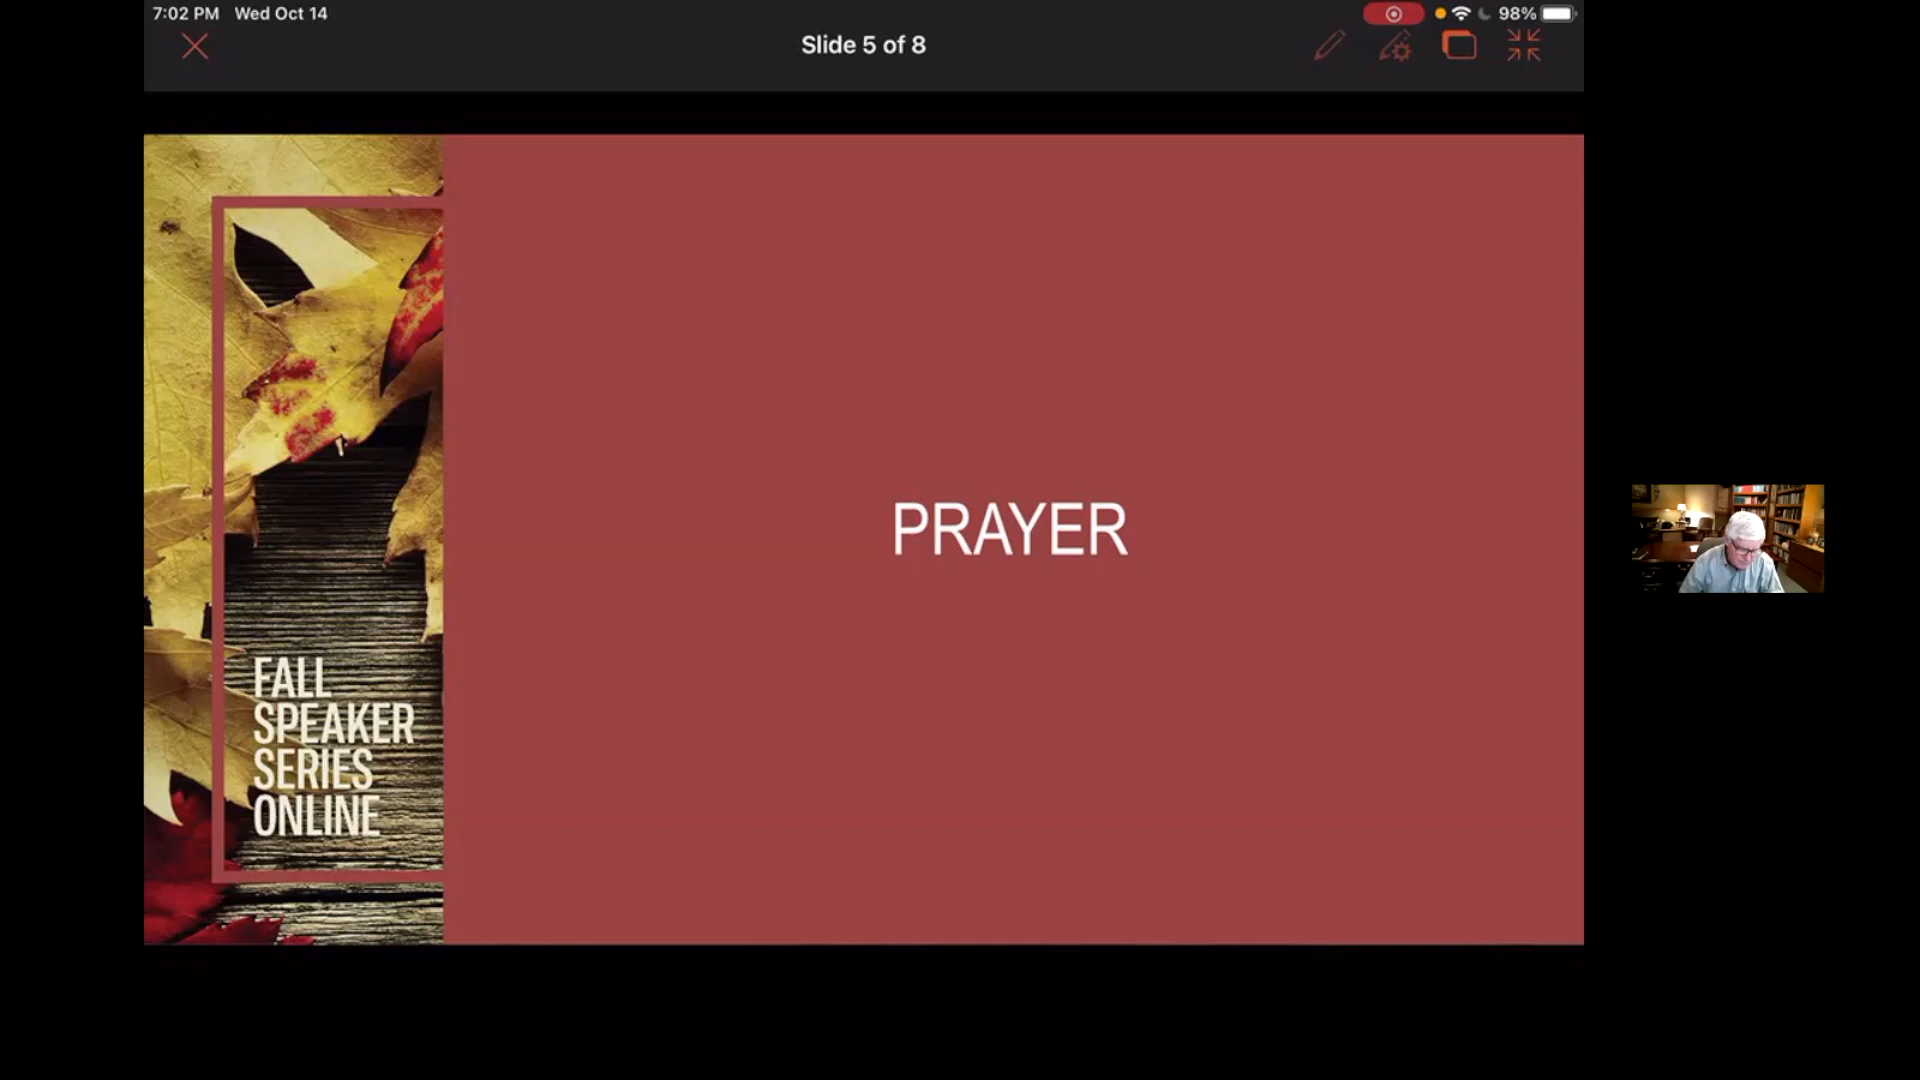 7:02 PM Wed Oct 14
98%
Slide 5 of 8
PRAYER
FALL
SPEAKER
SERIES
ONLINE